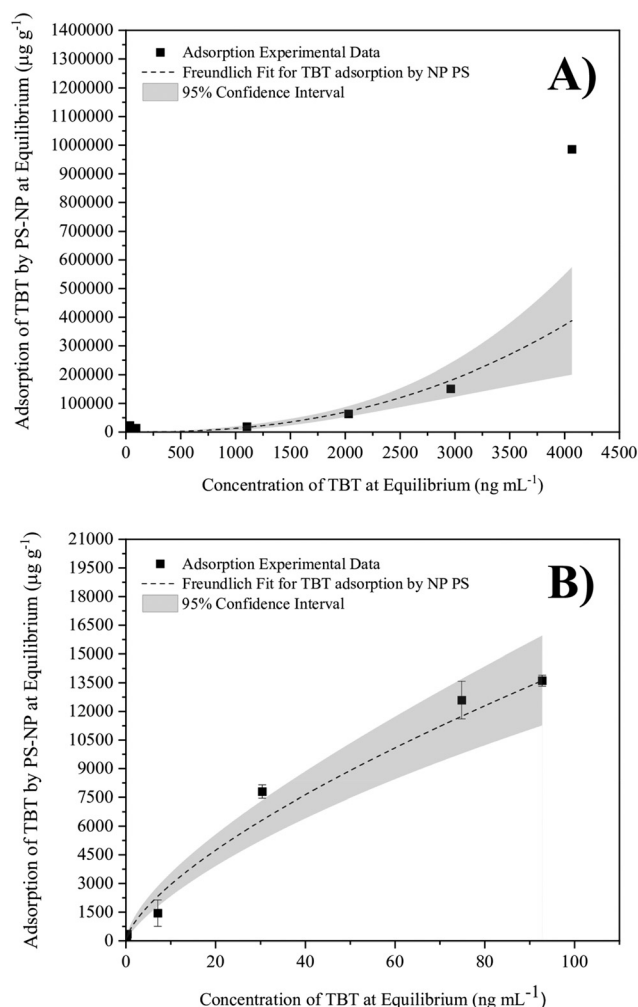 A)
Adsorption Experimental Data
Freundlich Fit for TBT adsorption by NP PS
95% Confidence Interval
Adsorption of TBT by PS-NP at Equilibrium (µg g⁻¹)
1400000
1300000
1200000
1100000
1000000
900000
800000
700000
600000
500000
400000
300000
200000
100000
0
0 500 1000 1500 2000 2500 3000 3500 4000 4500
Concentration of TBT at Equilibrium (ng mL⁻¹)
B)
Adsorption Experimental Data
Freundlich Fit for TBT adsorption by NP PS
95% Confidence Interval
Adsorption of TBT by PS-NP at Equilibrium (µg g⁻¹)
21000
19500
18000
16500
15000
13500
12000
10500
9000
7500
6000
4500
3000
1500
0
0 20 40 60 80 100
Concentration of TBT at Equilibrium (ng mL⁻¹)